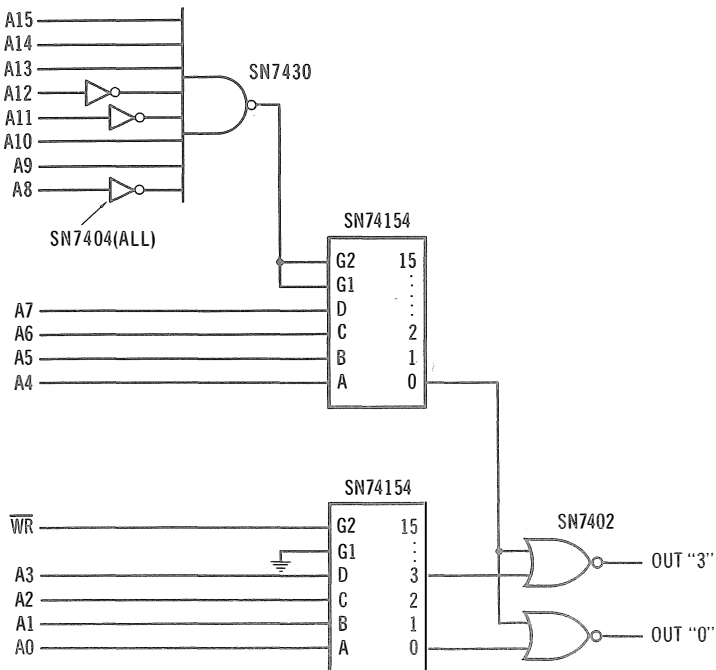 A15
A14
A13
A12
A11
A10
A9
A8
SN7430
SN7404(ALL)
SN74154
G2 15
G1
D
C 2
B 1
A 0
A7
A6
A5
A4
SN74154
WR
G2 15
G1
D 3
C 2
B 1
A 0
A3
A2
A1
A0
SN7402
OUT "3"
OUT "0"